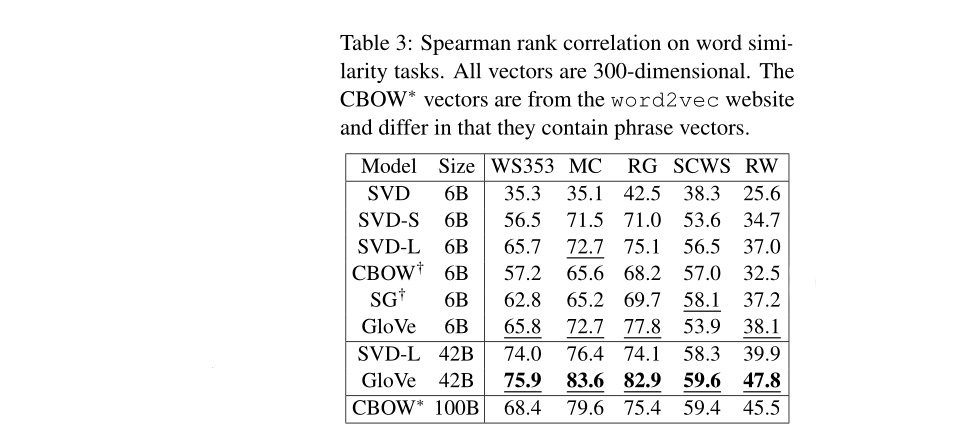 Table 3: Spearman rank correlation on word simi-
larity tasks. All vectors are 300-dimensional. The
CBOW* vectors are from the word2vec website
and differ in that they contain phrase vectors.
Model Size WS353 MC RG SCWS RW
SVD 6B 35.3 35.1 42.5 38.3 25.6
SVD-S 6B 56.5 71.5 71.0 53.6 34.7
SVD-L 6B 65.7 72.7 75.1 56.5 37.0
CBOW† 6B 57.2 65.6 68.2 57.0 32.5
SG† 6B 62.8 65.2 69.7 58.1 37.2
GloVe 6B 65.8 72.7 77.8 53.9 38.1
SVD-L 42B 74.0 76.4 74.1 58.3 39.9
GloVe 42B 75.9 83.6 82.9 59.6 47.8
CBOW* 100B 68.4 79.6 75.4 59.4 45.5